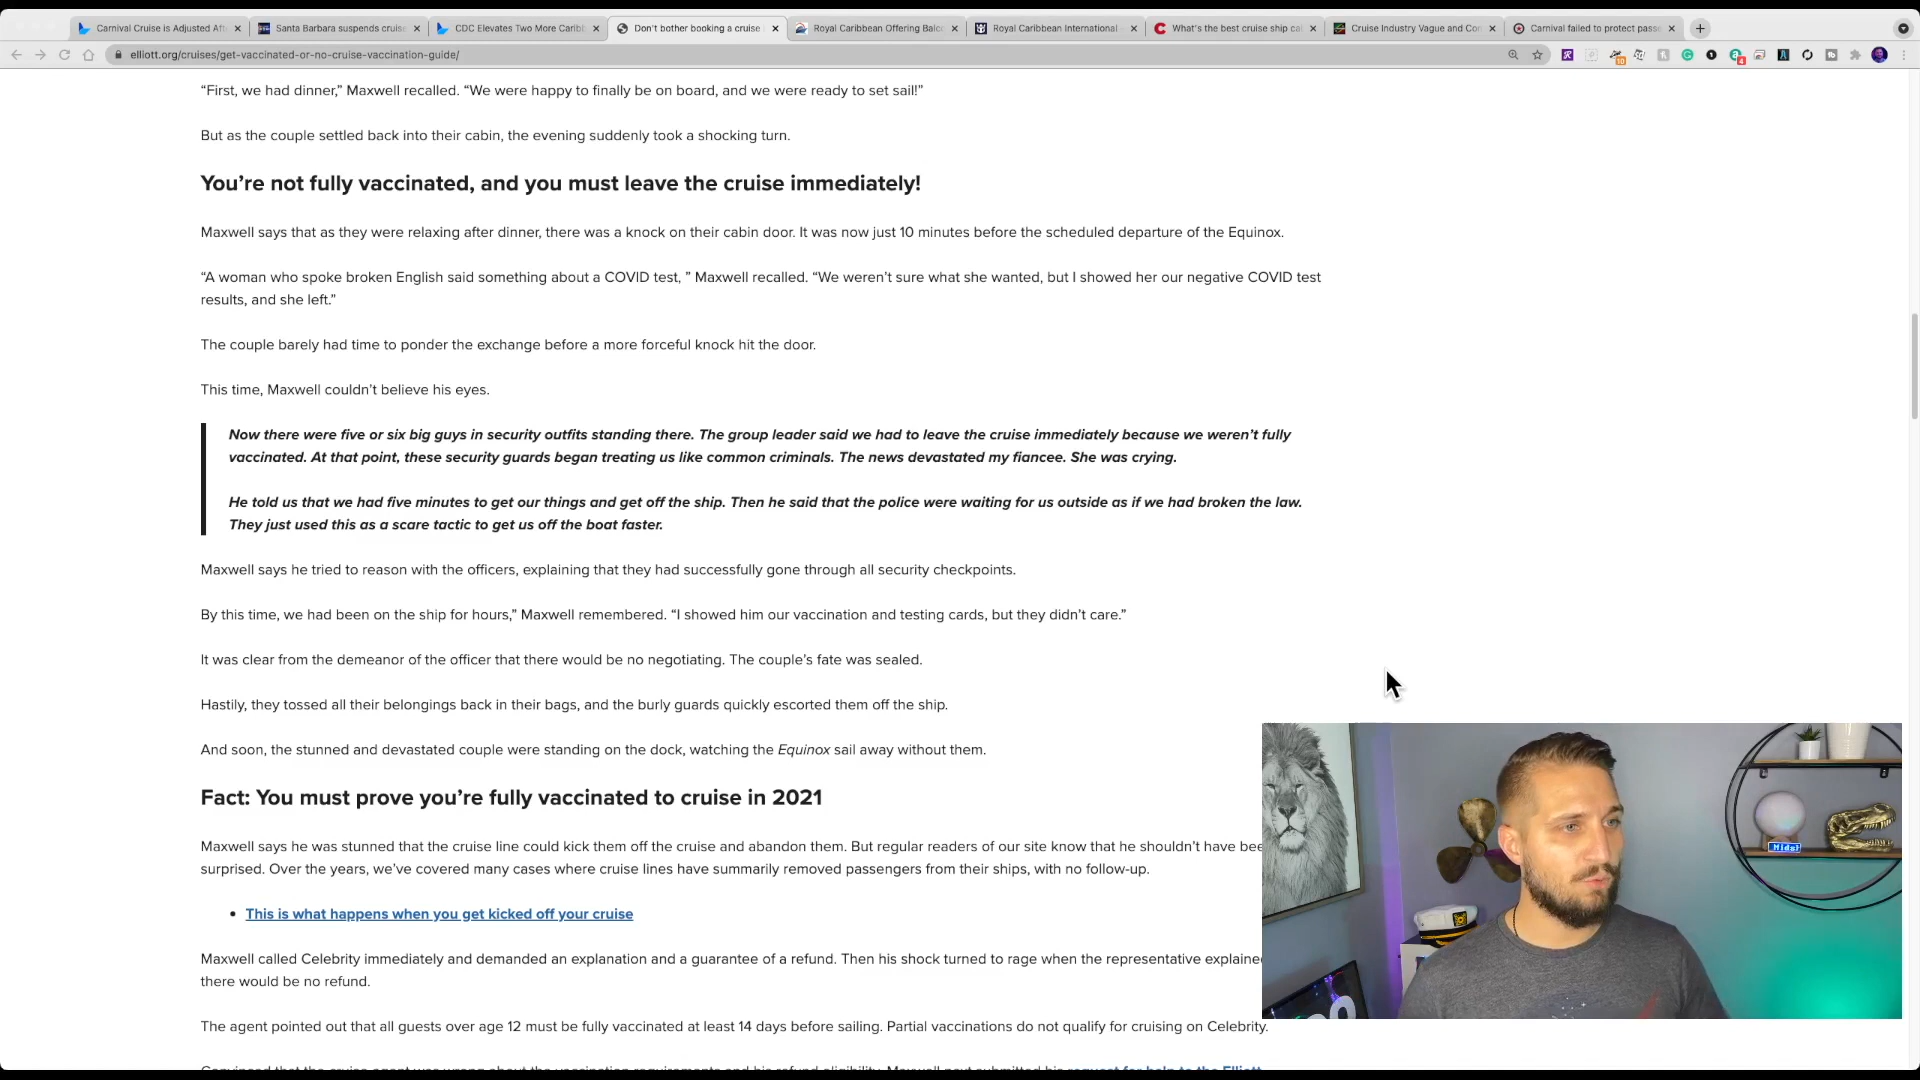 Carnival Cruise is Adjusted Aft
Santa Barbara suspends cruis
CDC Elevates Two More Caribb
Don't bother booking a cruise
Royal Caribbean Offering Balco
Royal Caribbean International
What's the best cruise ship ca
Cruise Industry Vague and Con
Carnival failed to protect passe
elliott.org/cruises/get-vaccinated-or-no-cruise-vaccination-guide/
10
4
“First, we had dinner,” Maxwell recalled. “We were happy to finally be on board, and we were ready to set sail!”
But as the couple settled back into their cabin, the evening suddenly took a shocking turn.
You’re not fully vaccinated, and you must leave the cruise immediately!
Maxwell says that as they were relaxing after dinner, there was a knock on their cabin door. It was now just 10 minutes before the scheduled departure of the Equinox.
“A woman who spoke broken English said something about a COVID test, ” Maxwell recalled. “We weren’t sure what she wanted, but I showed her our negative COVID test
results, and she left.”
The couple barely had time to ponder the exchange before a more forceful knock hit the door.
This time, Maxwell couldn’t believe his eyes.
Now there were five or six big guys in security outfits standing there. The group leader said we had to leave the cruise immediately because we weren’t fully
vaccinated. At that point, these security guards began treating us like common criminals. The news devastated my fiancee. She was crying.
He told us that we had five minutes to get our things and get off the ship. Then he said that the police were waiting for us outside as if we had broken the law.
They just used this as a scare tactic to get us off the boat faster.
Maxwell says he tried to reason with the officers, explaining that they had successfully gone through all security checkpoints.
By this time, we had been on the ship for hours,” Maxwell remembered. “I showed him our vaccination and testing cards, but they didn’t care.”
It was clear from the demeanor of the officer that there would be no negotiating. The couple’s fate was sealed.
Hastily, they tossed all their belongings back in their bags, and the burly guards quickly escorted them off the ship.
And soon, the stunned and devastated couple were standing on the dock, watching the Equinox sail away without them.
Fact: You must prove you’re fully vaccinated to cruise in 2021
Maxwell says he was stunned that the cruise line could kick them off the cruise and abandon them. But regular readers of our site know that he shouldn’t have bee
surprised. Over the years, we’ve covered many cases where cruise lines have summarily removed passengers from their ships, with no follow-up.
• This is what happens when you get kicked off your cruise
Maxwell called Celebrity immediately and demanded an explanation and a guarantee of a refund. Then his shock turned to rage when the representative explaine
there would be no refund.
The agent pointed out that all guests over age 12 must be fully vaccinated at least 14 days before sailing. Partial vaccinations do not qualify for cruising on Celebrity.